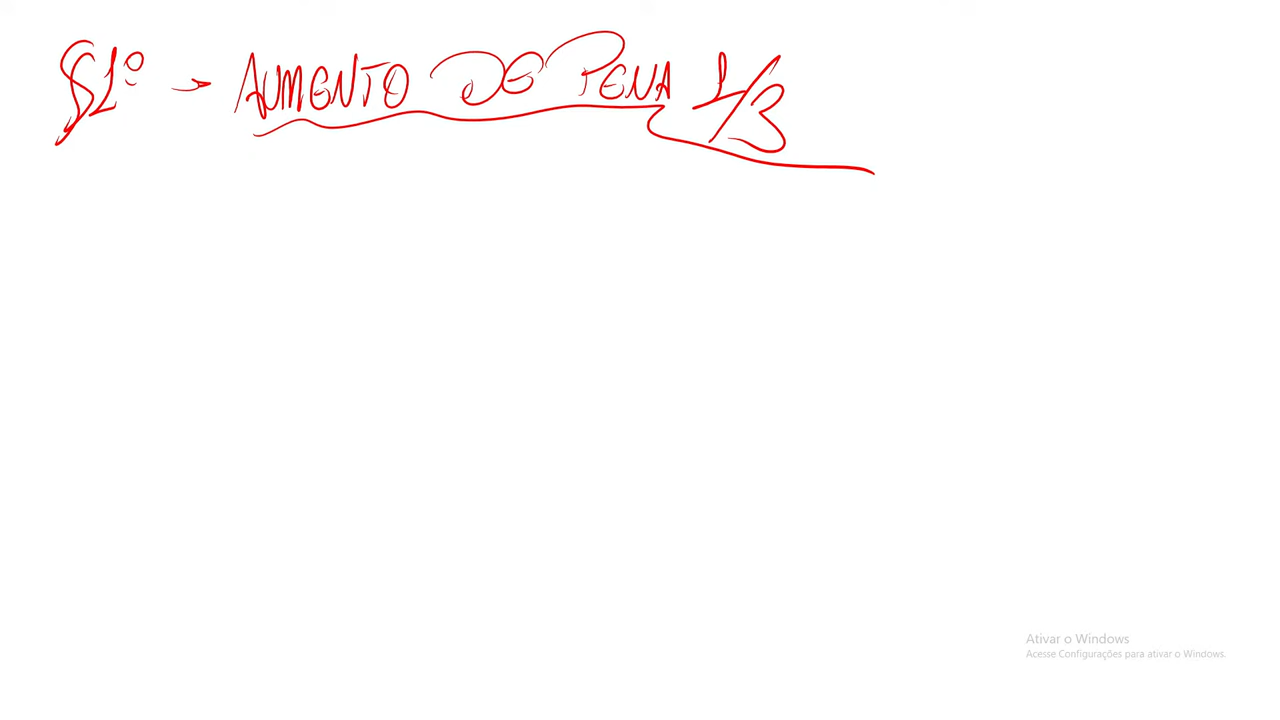 §1º → AUMENTO DE PENA 1/3
Ativar o Windows
Acesse Configurações para ativar o Windows.